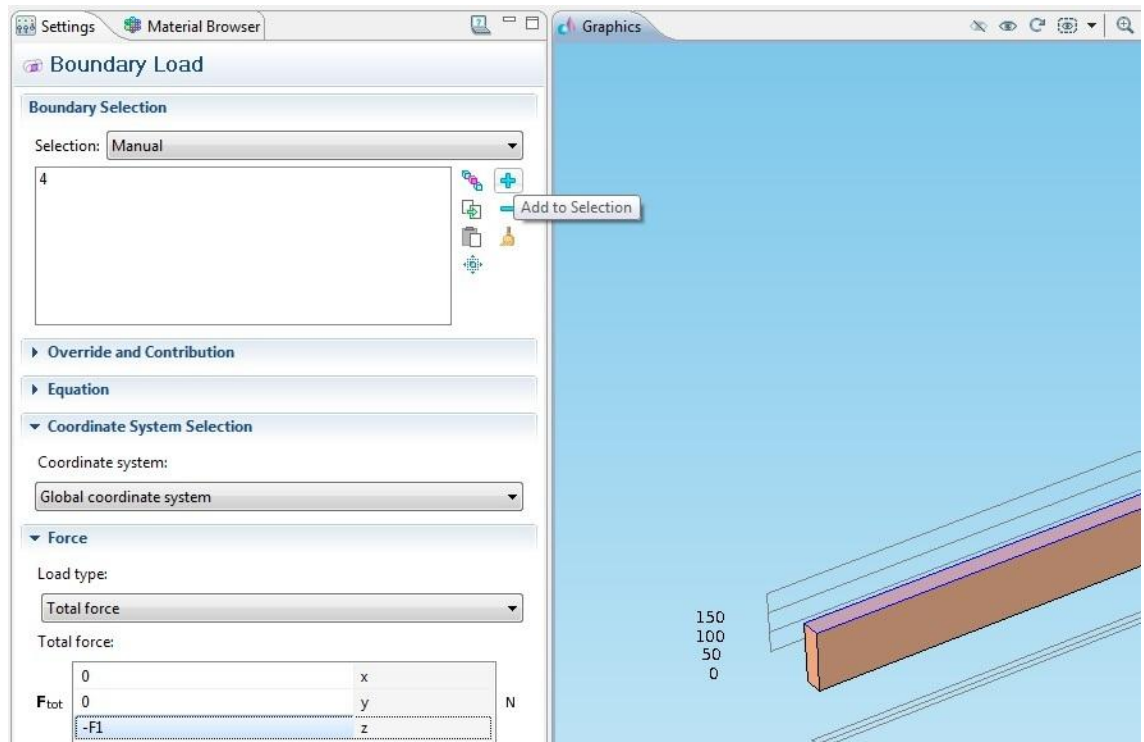 Settings Material Browser
Boundary Load
Boundary Selection
Selection: Manual
4
Add to Selection
Override and Contribution
Equation
Coordinate System Selection
Coordinate system:
Global coordinate system
Force
Load type:
Total force
Total force:
0 x
Ftot 0 y N
-F1 z
Graphics
150
100
50
0